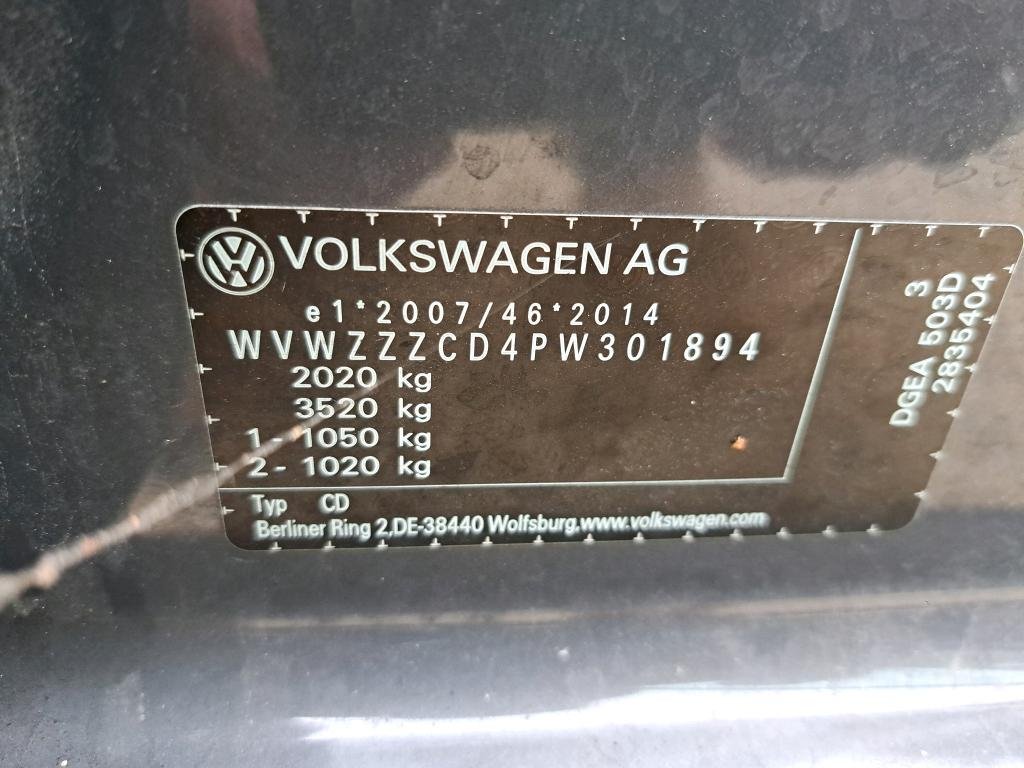 VOLKSWAGEN AG
e1*2007/46*2014
WVWZZZCD4PW301894
2020 kg
3520 kg
1 - 1050 kg
2 - 1020 kg
Typ CD
Berliner Ring 2,DE-38440 Wolfsburg,www.volkswagen.com
3
DGEA 503D
2835404